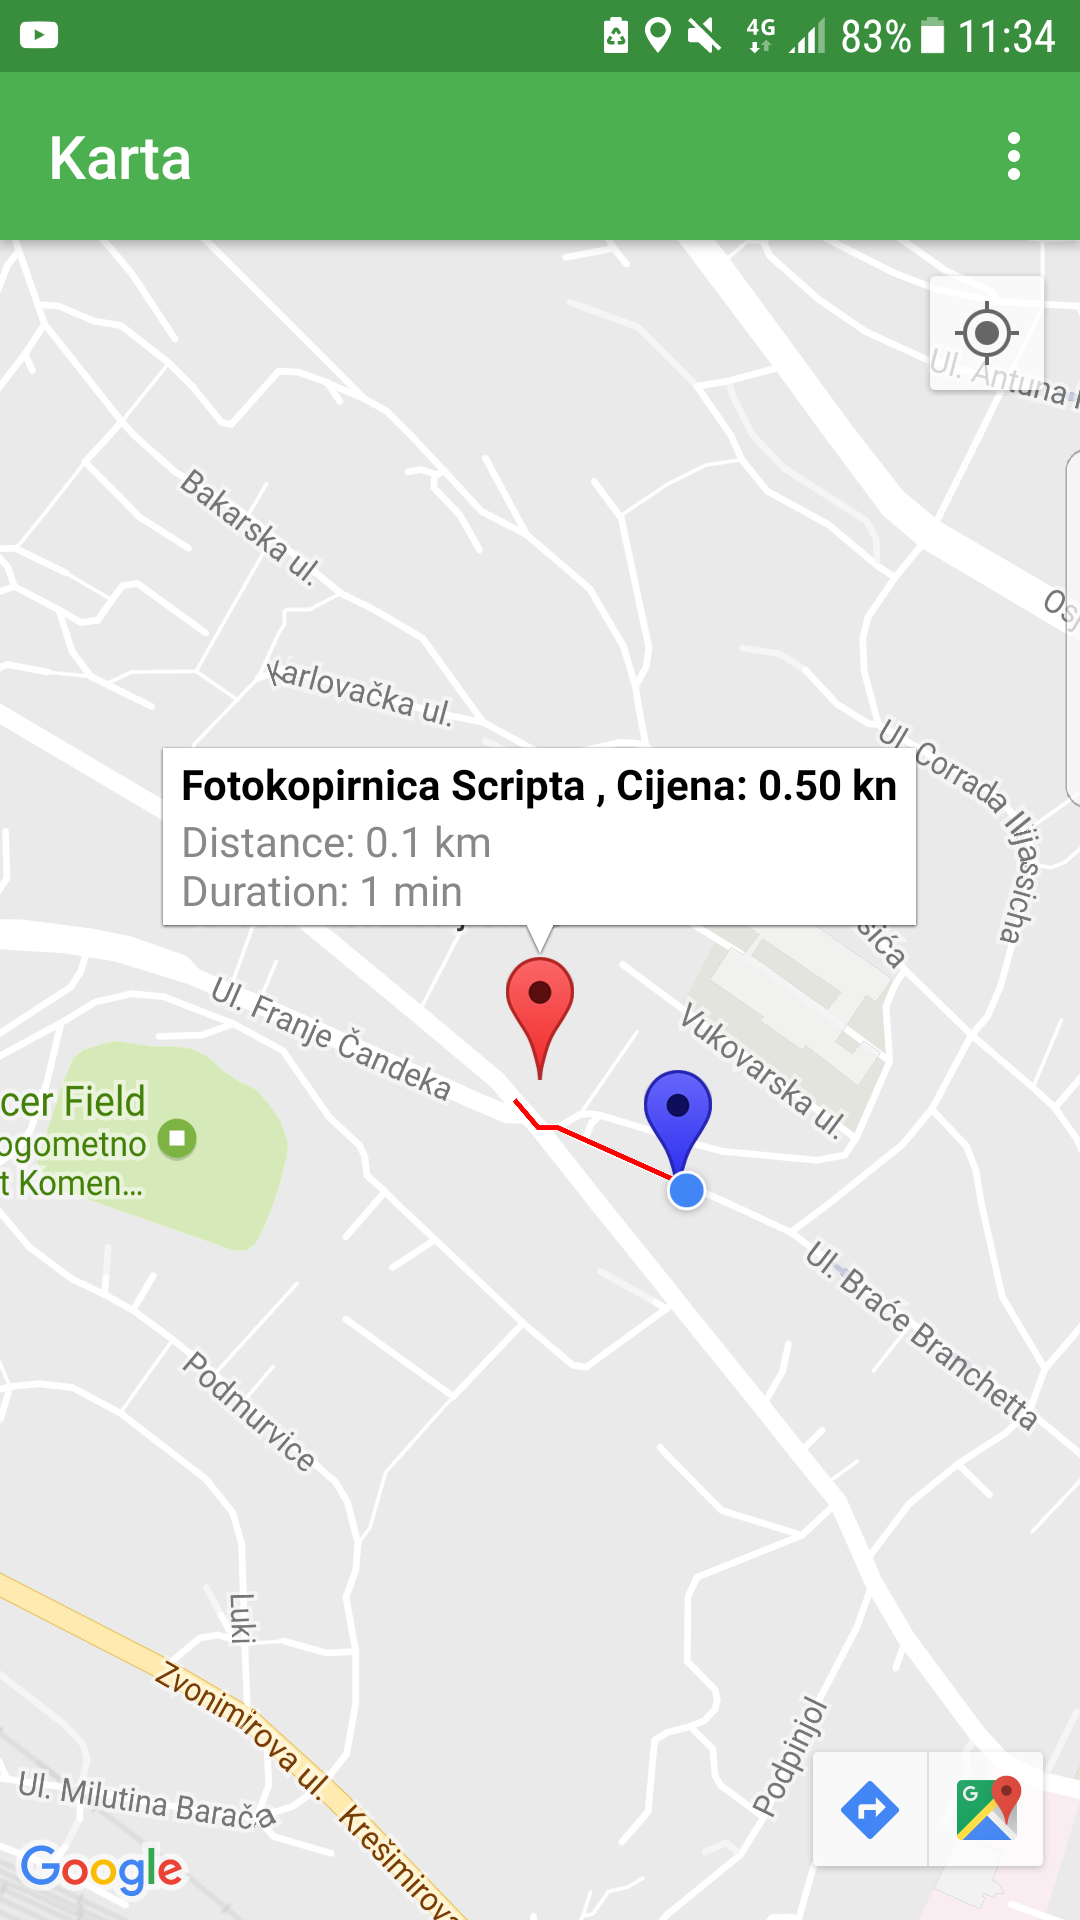 4G 83% 11:34
Karta
Ul. Antuna
Bakarska ul.
Karlovačka ul.
Ul. Corrada Ilijassicha
Fotokopirnica Scripta , Cijena: 0.50 kn
Distance: 0.1 km
Duration: 1 min
Ul. Franje Čandeka
Vukovarska ul.
cer Field
ogometno
t Komen...
Ul. Braće Branchetta
Podmurvice
Luki
Zvonimirova ul.
Krešimirova
Podpinjol
Ul. Milutina Barača
Google